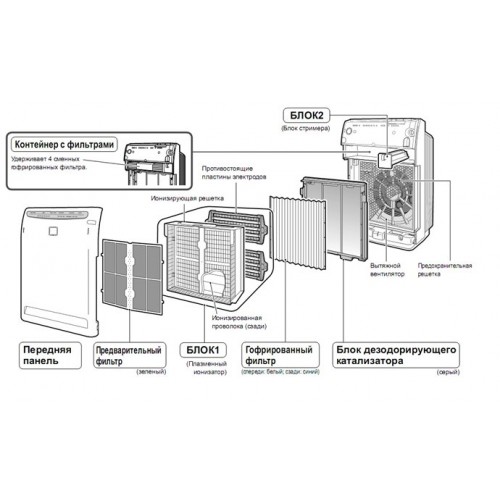 БЛОК2
(Блок стримера)
Контейнер с фильтрами
Удерживает 4 сменных
гофрированных фильтра.
Противостоящие
пластины электродов
Ионизирующая решетка
Вытяжной
вентилятор
Предохранительная
решетка
Ионизированная
проволока (сзади)
Передняя
панель
Предварительный
фильтр
(зеленый)
БЛОК1
(Плазменный
ионизатор)
Гофрированный
фильтр
(спереди: белый; сзади: синий)
Блок дезодорирующего
катализатора
(серый)